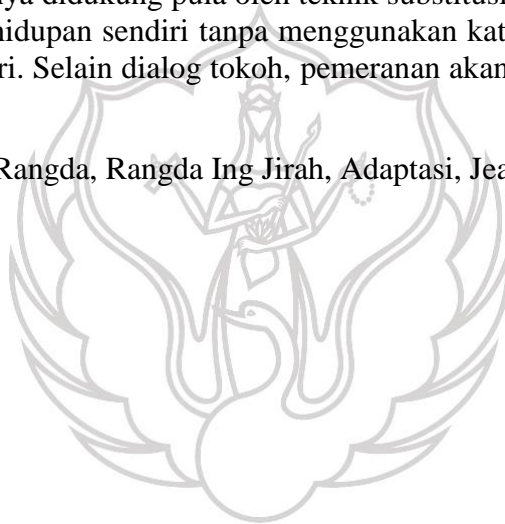 ya didukung pula oleh teknik substitusi
hidupan sendiri tanpa menggunakan kat
ri. Selain dialog tokoh, pemeranan akan
Rangda, Rangda Ing Jirah, Adaptasi, Jea